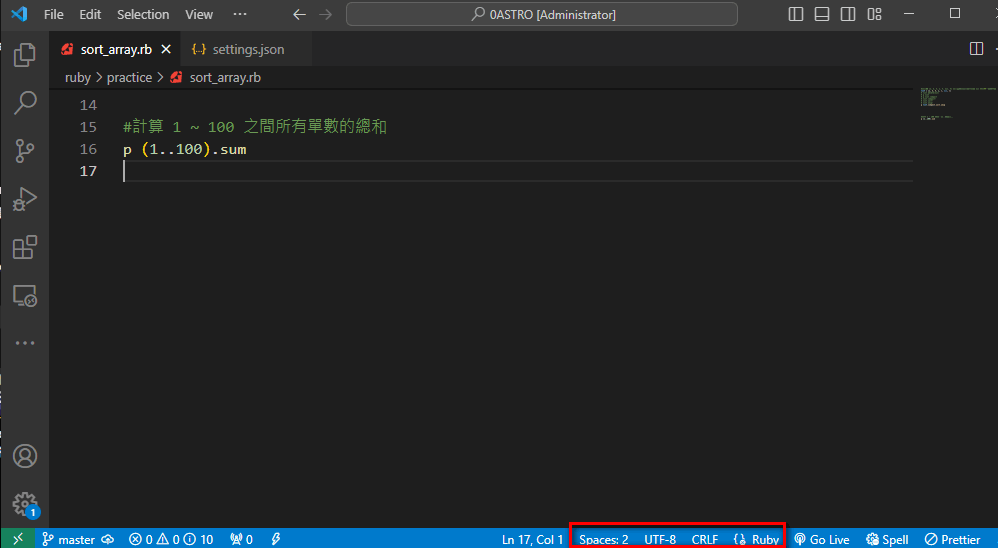 File Edit Selection View ··· 0ASTRO [Administrator]
sort_array.rb settings.json
ruby > practice > sort_array.rb
14
15 #計算 1 ~ 100 之間所有單數的總和
16 p (1..100).sum
17
1
master 0 0 10 0 Ln 17, Col 1 Spaces: 2 UTF-8 CRLF Ruby Go Live Spell Prettier